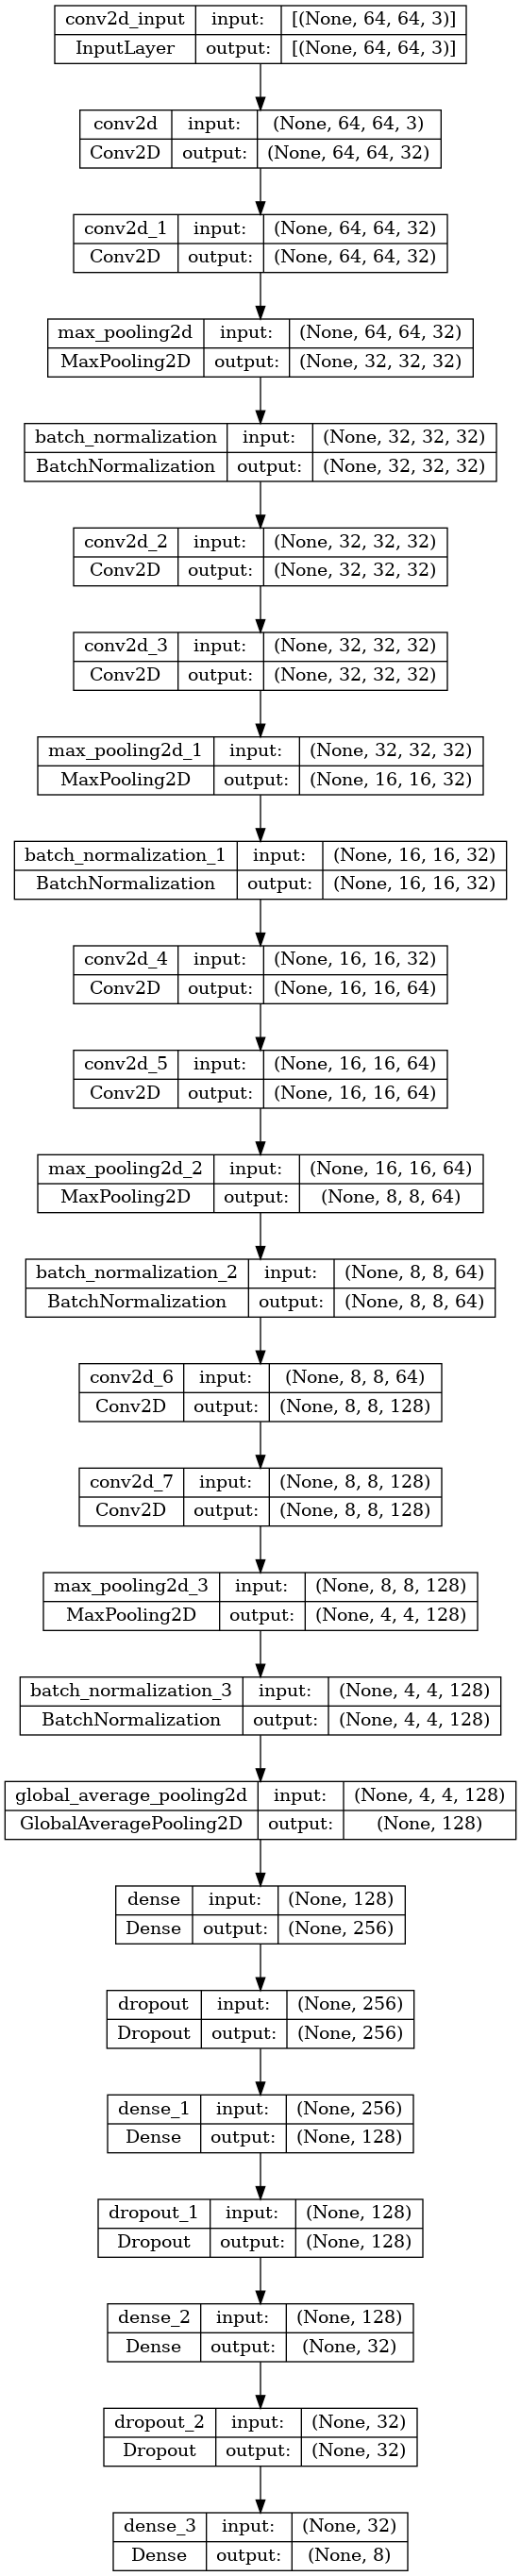 conv2d_input input: [(None, 64, 64, 3)]
InputLayer output: [(None, 64, 64, 3)]
conv2d input: (None, 64, 64, 3)
Conv2D output: (None, 64, 64, 32)
conv2d_1 input: (None, 64, 64, 32)
Conv2D output: (None, 64, 64, 32)
max_pooling2d input: (None, 64, 64, 32)
MaxPooling2D output: (None, 32, 32, 32)
batch_normalization input: (None, 32, 32, 32)
BatchNormalization output: (None, 32, 32, 32)
conv2d_2 input: (None, 32, 32, 32)
Conv2D output: (None, 32, 32, 32)
conv2d_3 input: (None, 32, 32, 32)
Conv2D output: (None, 32, 32, 32)
max_pooling2d_1 input: (None, 32, 32, 32)
MaxPooling2D output: (None, 16, 16, 32)
batch_normalization_1 input: (None, 16, 16, 32)
BatchNormalization output: (None, 16, 16, 32)
conv2d_4 input: (None, 16, 16, 32)
Conv2D output: (None, 16, 16, 64)
conv2d_5 input: (None, 16, 16, 64)
Conv2D output: (None, 16, 16, 64)
max_pooling2d_2 input: (None, 16, 16, 64)
MaxPooling2D output: (None, 8, 8, 64)
batch_normalization_2 input: (None, 8, 8, 64)
BatchNormalization output: (None, 8, 8, 64)
conv2d_6 input: (None, 8, 8, 64)
Conv2D output: (None, 8, 8, 128)
conv2d_7 input: (None, 8, 8, 128)
Conv2D output: (None, 8, 8, 128)
max_pooling2d_3 input: (None, 8, 8, 128)
MaxPooling2D output: (None, 4, 4, 128)
batch_normalization_3 input: (None, 4, 4, 128)
BatchNormalization output: (None, 4, 4, 128)
global_average_pooling2d input: (None, 4, 4, 128)
GlobalAveragePooling2D output: (None, 128)
dense input: (None, 128)
Dense output: (None, 256)
dropout input: (None, 256)
Dropout output: (None, 256)
dense_1 input: (None, 256)
Dense output: (None, 128)
dropout_1 input: (None, 128)
Dropout output: (None, 128)
dense_2 input: (None, 128)
Dense output: (None, 32)
dropout_2 input: (None, 32)
Dropout output: (None, 32)
dense_3 input: (None, 32)
Dense output: (None, 8)